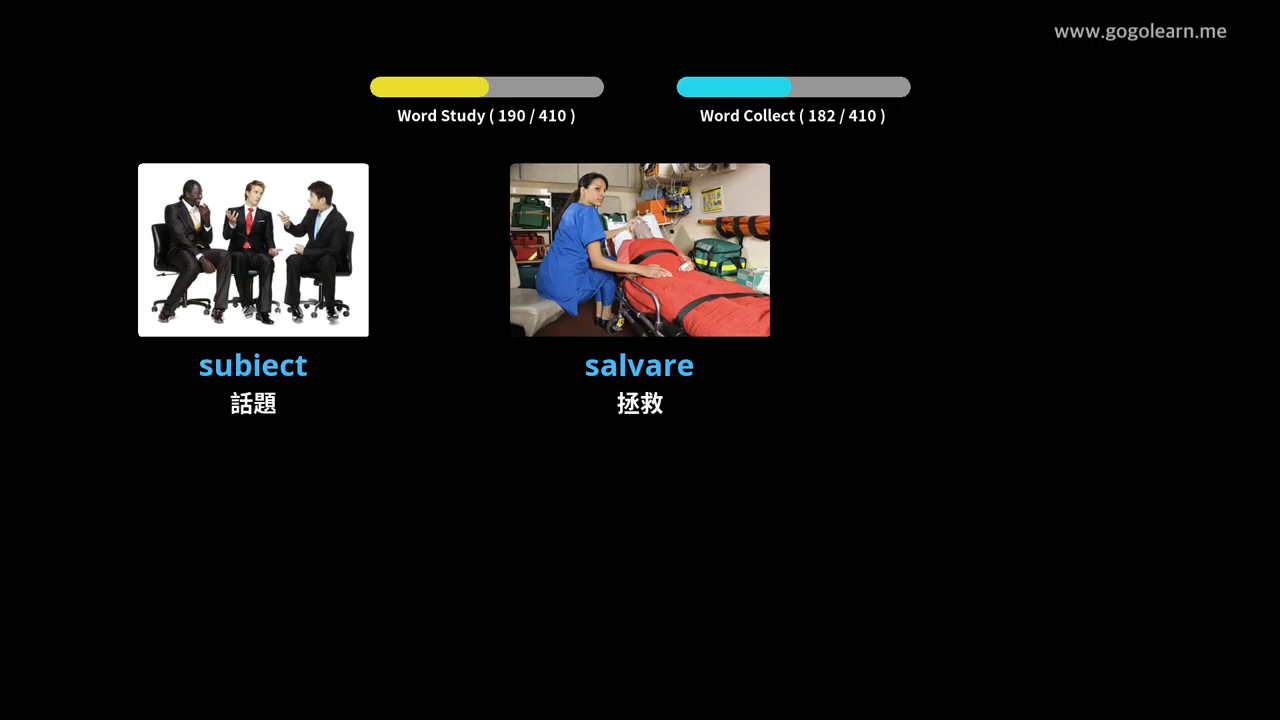 www.gogolearn.me
Word Study ( 190 / 410 )
Word Collect ( 182 / 410 )
subiect
話題
salvare
拯救